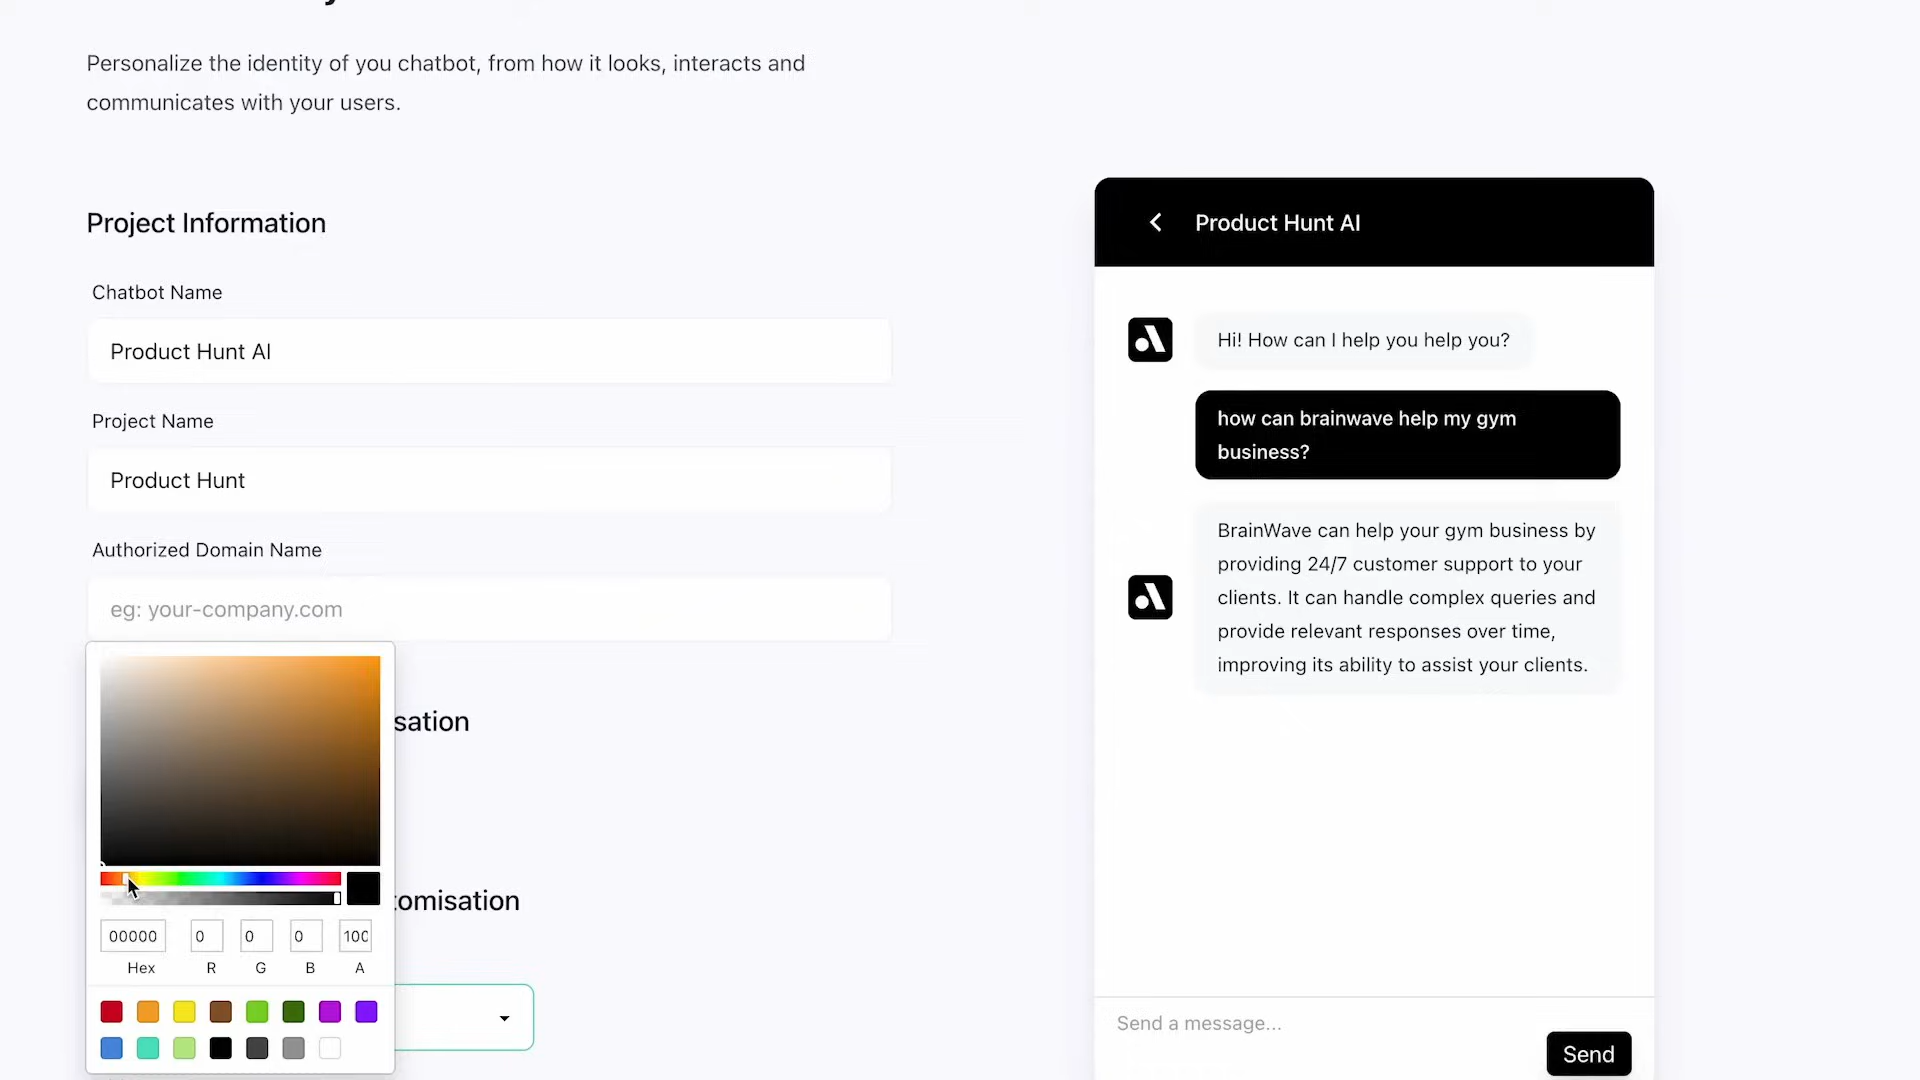 Personalize the identity of you chatbot, from how it looks, interacts and
communicates with your users.
Project Information
Chatbot Name
Product Hunt AI
Project Name
Product Hunt
Authorized Domain Name
eg: your-company.com
sation
omisation
00000
0
0
0
100
Hex
R
G
B
A
Product Hunt AI
Hi! How can I help you help you?
how can brainwave help my gym
business?
BrainWave can help your gym business by
providing 24/7 customer support to your
clients. It can handle complex queries and
provide relevant responses over time,
improving its ability to assist your clients.
Send a message...
Send